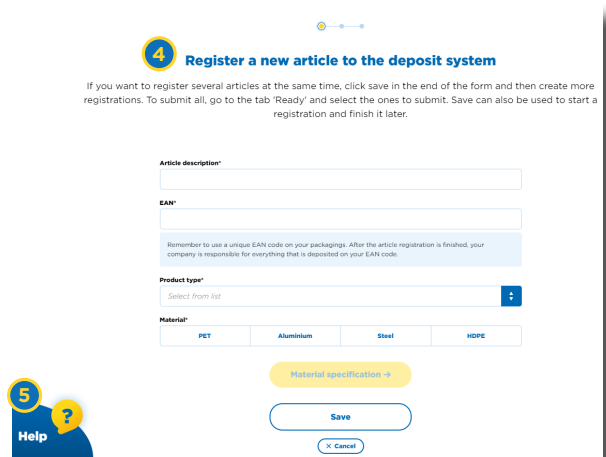 4
Register a new article to the deposit system
If you want to register several articles at the same time, click save in the end of the form and then create more
registrations. To submit all, go to the tab 'Ready' and select the ones to submit. Save can also be used to start a
registration and finish it later.
Article description*
EAN*
Remember to use a unique EAN code on your packagings. After the article registration is finished, your
company is responsible for everything that is deposited on your EAN code.
Product type*
Select from list
Material*
PET Aluminium Steel HDPE
Material specification →
5
?
Save
Help
× Cancel